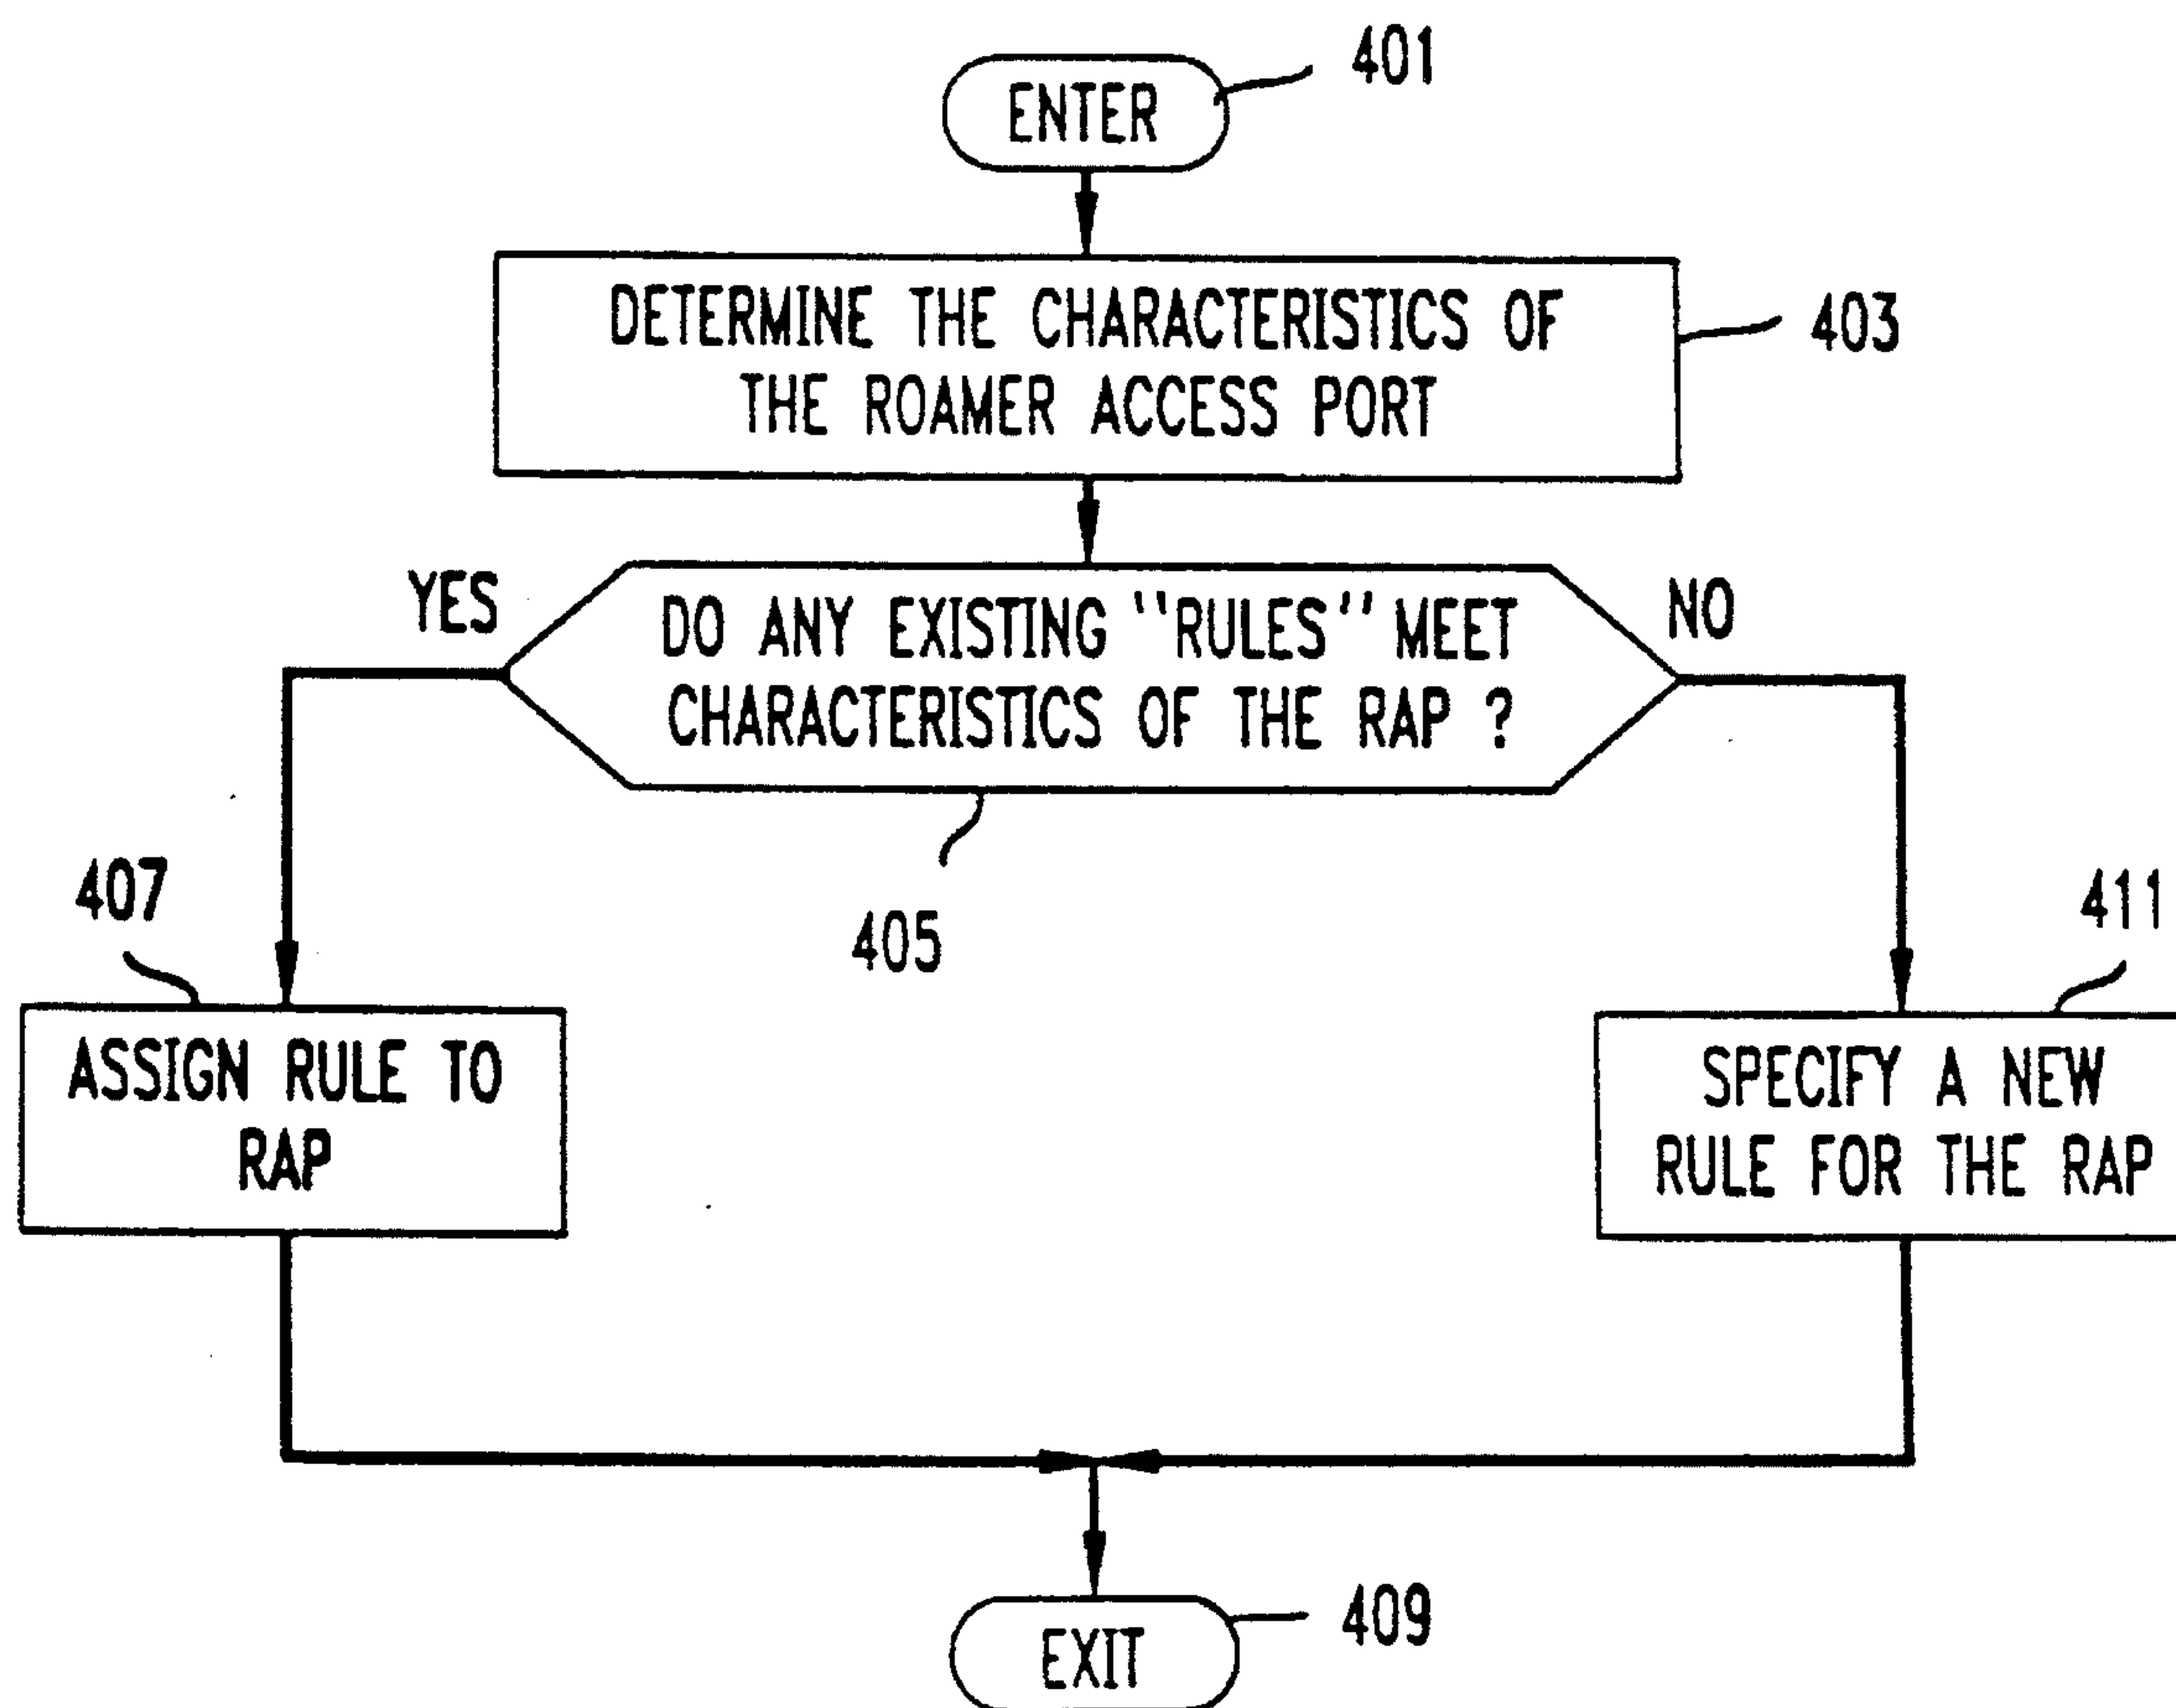 401
ENTER
DETERMINE THE CHARACTERISTICS OF
THE ROAMER ACCESS PORT
403
YES
DO ANY EXISTING "RULES" MEET
CHARACTERISTICS OF THE RAP ?
NO
405
407
411
ASSIGN RULE TO
RAP
SPECIFY A NEW
RULE FOR THE RAP
EXIT
409